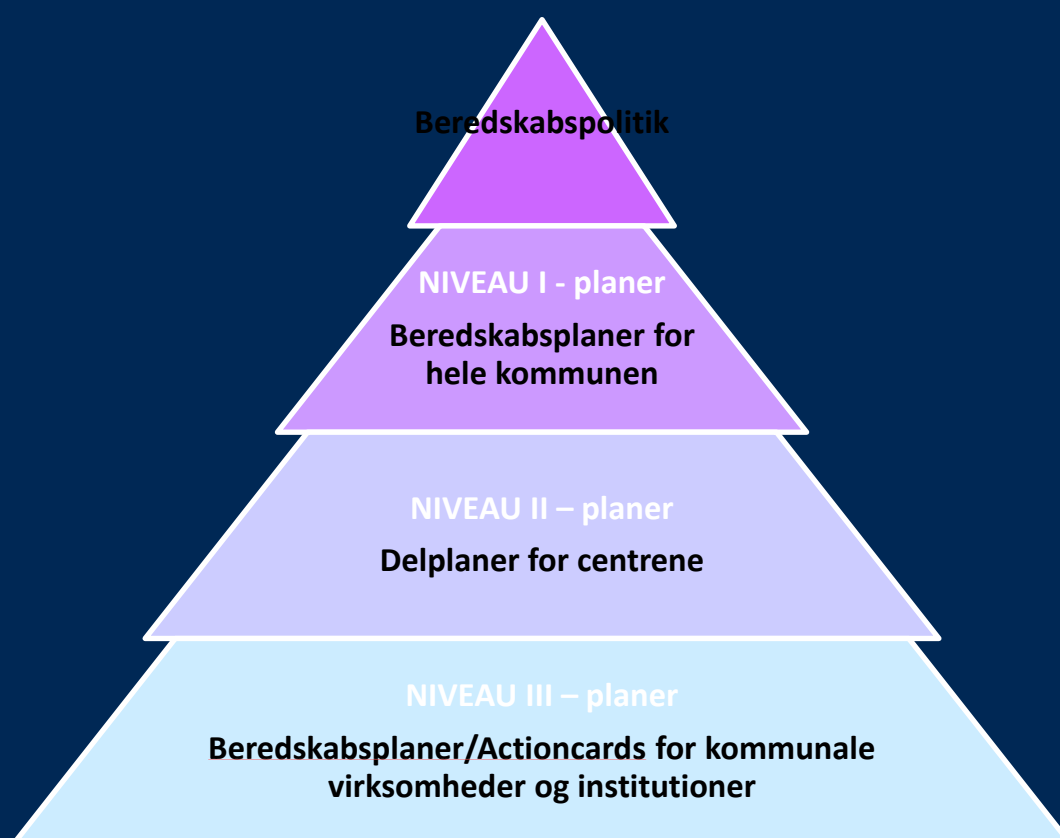 Beredskabspolitik
NIVEAU I - planer
Beredskabsplaner for
hele kommunen
NIVEAU II – planer
Delplaner for centrene
NIVEAU III – planer
Beredskabsplaner/Actioncards for kommunale
virksomheder og institutioner